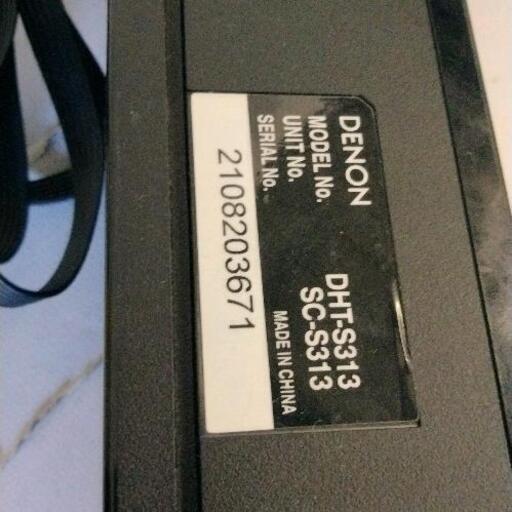 DENON
MODEL No. DHT-S313
UNIT No. SC-S313
SERIAL No. MADE IN CHINA
2108203671